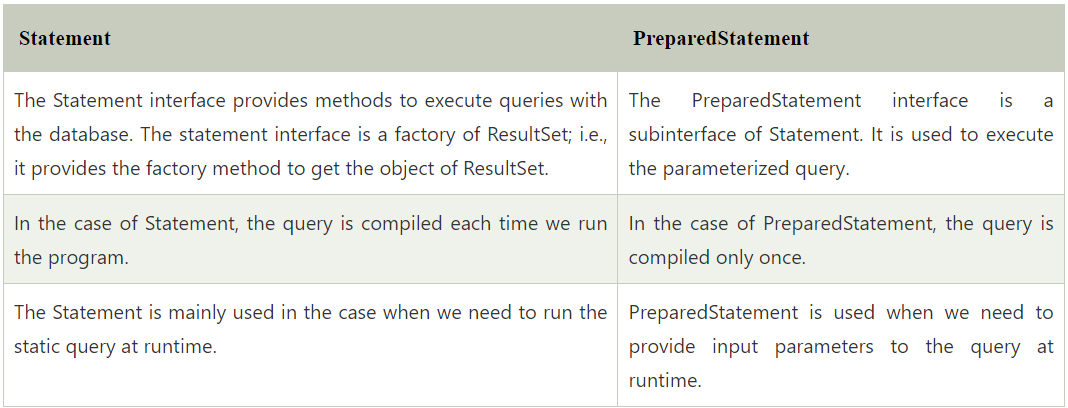 Statement
PreparedStatement
The Statement interface provides methods to execute queries with
the database. The statement interface is a factory of ResultSet; i.e.,
it provides the factory method to get the object of ResultSet.
The PreparedStatement interface is a
subinterface of Statement. It is used to execute
the parameterized query.
In the case of Statement, the query is compiled each time we run
the program.
In the case of PreparedStatement, the query is
compiled only once.
The Statement is mainly used in the case when we need to run the
static query at runtime.
PreparedStatement is used when we need to
provide input parameters to the query at
runtime.